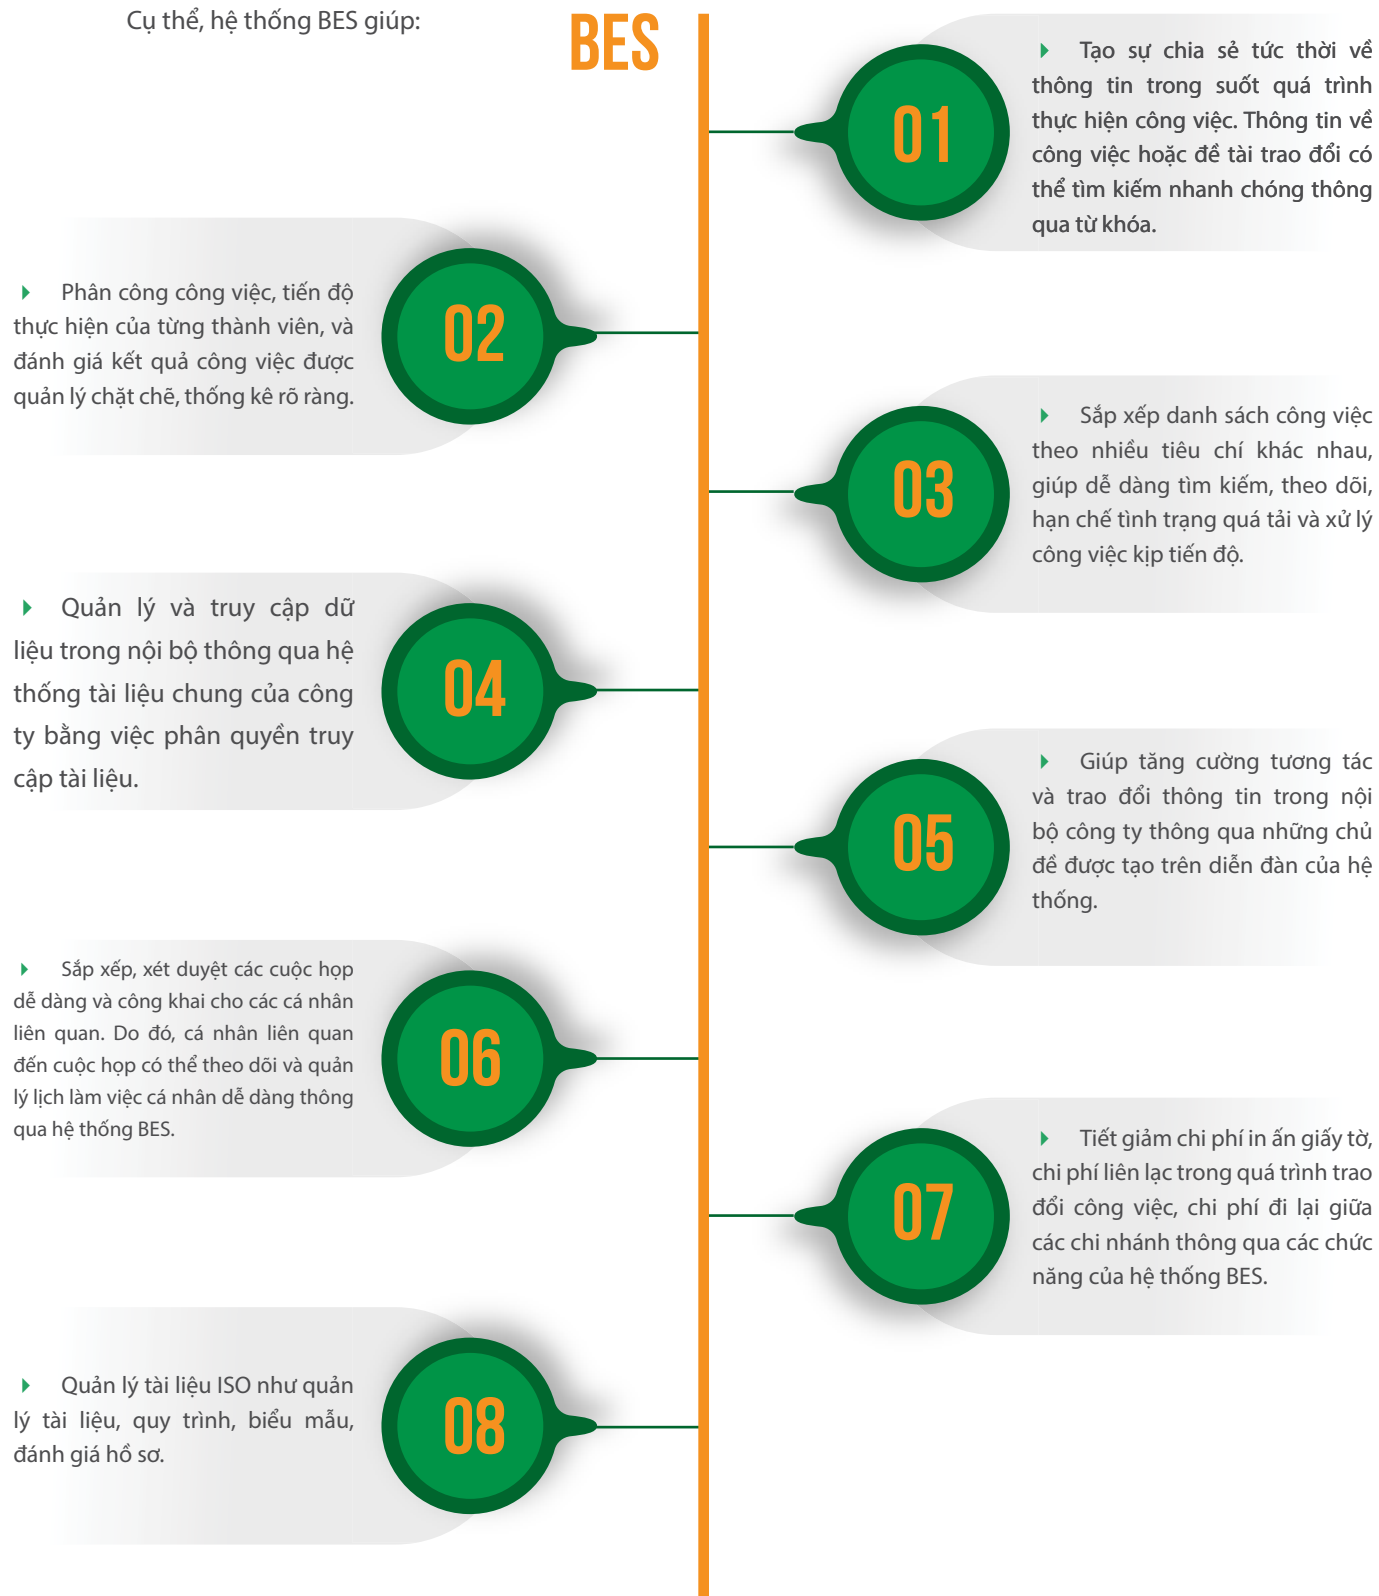 Cụ thể, hệ thống BES giúp:
BES
01
Tạo sự chia sẻ tức thời về
thông tin trong suốt quá trình
thực hiện công việc. Thông tin về
công việc hoặc đề tài trao đổi có
thể tìm kiếm nhanh chóng thông
qua từ khóa.
02
Phân công công việc, tiến độ
thực hiện của từng thành viên, và
đánh giá kết quả công việc được
quản lý chặt chẽ, thống kê rõ ràng.
03
Sắp xếp danh sách công việc
theo nhiều tiêu chí khác nhau,
giúp dễ dàng tìm kiếm, theo dõi,
hạn chế tình trạng quá tải và xử lý
công việc kịp tiến độ.
04
Quản lý và truy cập dữ
liệu trong nội bộ thông qua hệ
thống tài liệu chung của công
ty bằng việc phân quyền truy
cập tài liệu.
05
Giúp tăng cường tương tác
và trao đổi thông tin trong nội
bộ công ty thông qua những chủ
đề được tạo trên diễn đàn của hệ
thống.
06
Sắp xếp, xét duyệt các cuộc họp
dễ dàng và công khai cho các cá nhân
liên quan. Do đó, cá nhân liên quan
đến cuộc họp có thể theo dõi và quản
lý lịch làm việc cá nhân dễ dàng thông
qua hệ thống BES.
07
Tiết giảm chi phí in ấn giấy tờ,
chi phí liên lạc trong quá trình trao
đổi công việc, chi phí đi lại giữa
các chi nhánh thông qua các chức
năng của hệ thống BES.
08
Quản lý tài liệu ISO như quản
lý tài liệu, quy trình, biểu mẫu,
đánh giá hồ sơ.